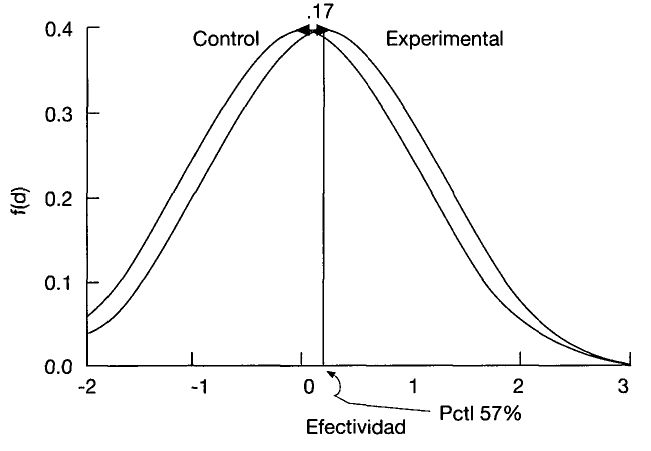 .17
Control
Experimental
0.4
0.3
0.2
0.1
0.0
f(d)
-2 -1 0 1 2 3
Pctl 57%
Efectividad